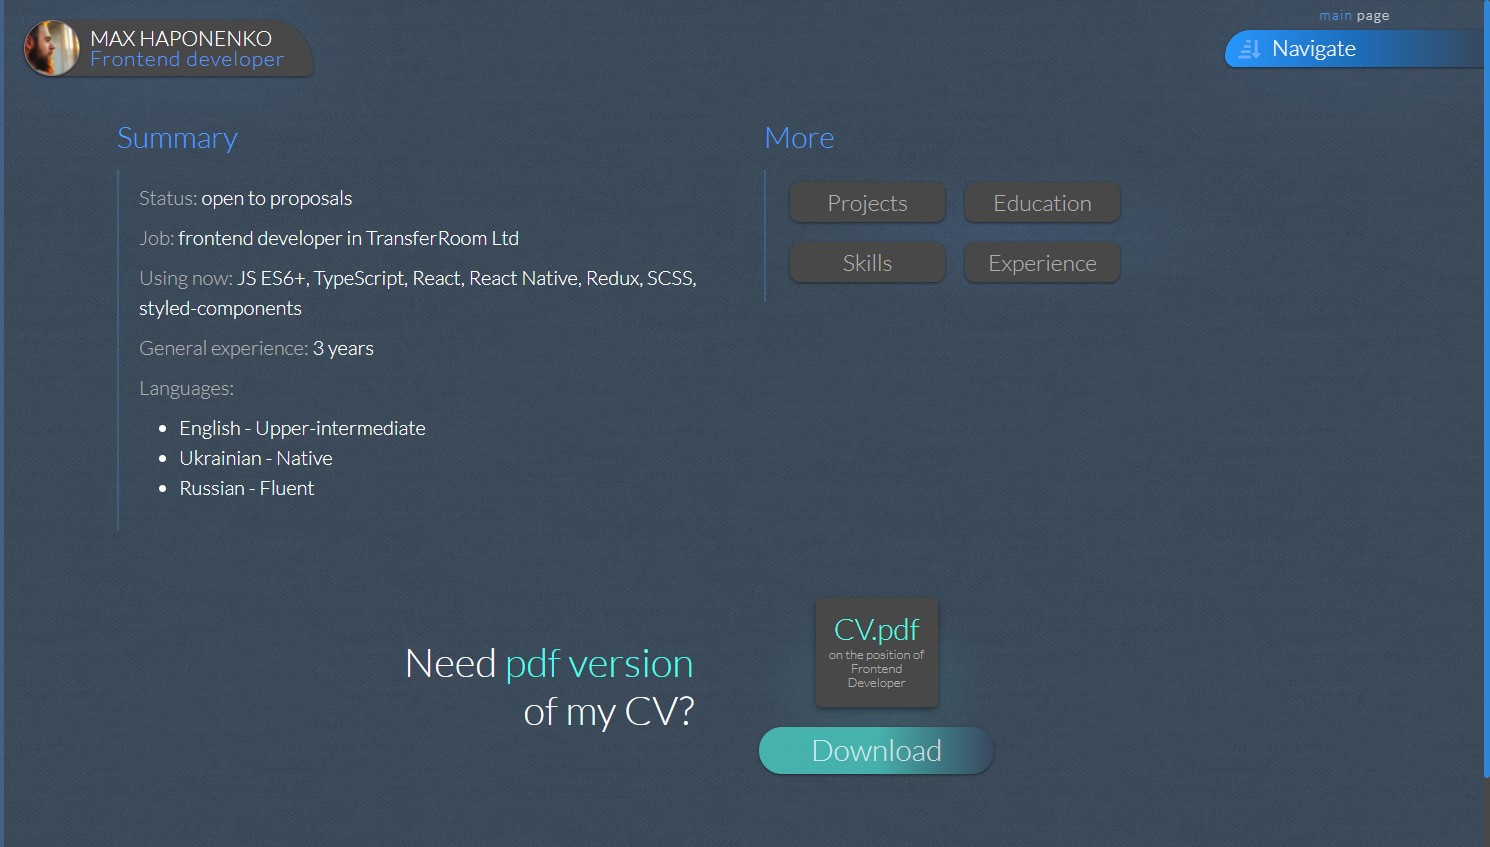 MAX HAPONENKO
Frontend developer
main page
Navigate
Summary
Status: open to proposals
Job: frontend developer in TransferRoom Ltd
Using now: JS ES6+, TypeScript, React, React Native, Redux, SCSS,
styled-components
General experience: 3 years
Languages:
English - Upper-intermediate
Ukrainian - Native
Russian - Fluent
More
Projects
Education
Skills
Experience
Need pdf version
of my CV?
CV.pdf
on the position of
Frontend
Developer
Download